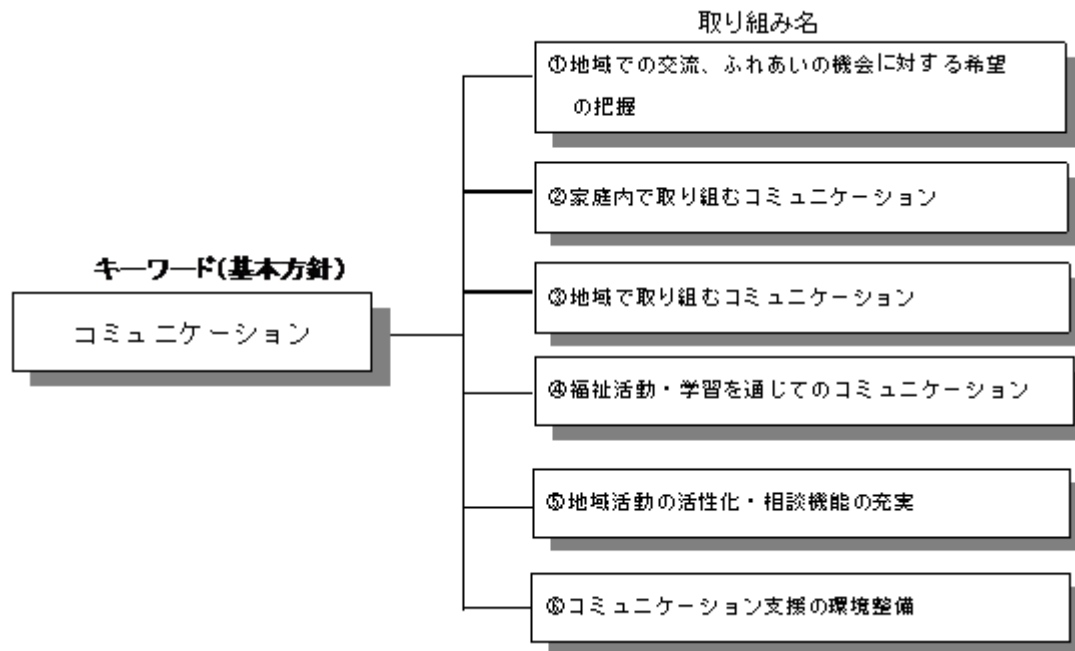 取り組み名
①地域での交流、ふれあいの機会に対する希望
の把握
②家庭内で取り組むコミュニケーション
キーワード(基本方針)
③地域で取り組むコミュニケーション
コミュニケーション
④福祉活動・学習を通じてのコミュニケーション
⑤地域活動の活性化・相談機能の充実
⑥コミュニケーション支援の環境整備